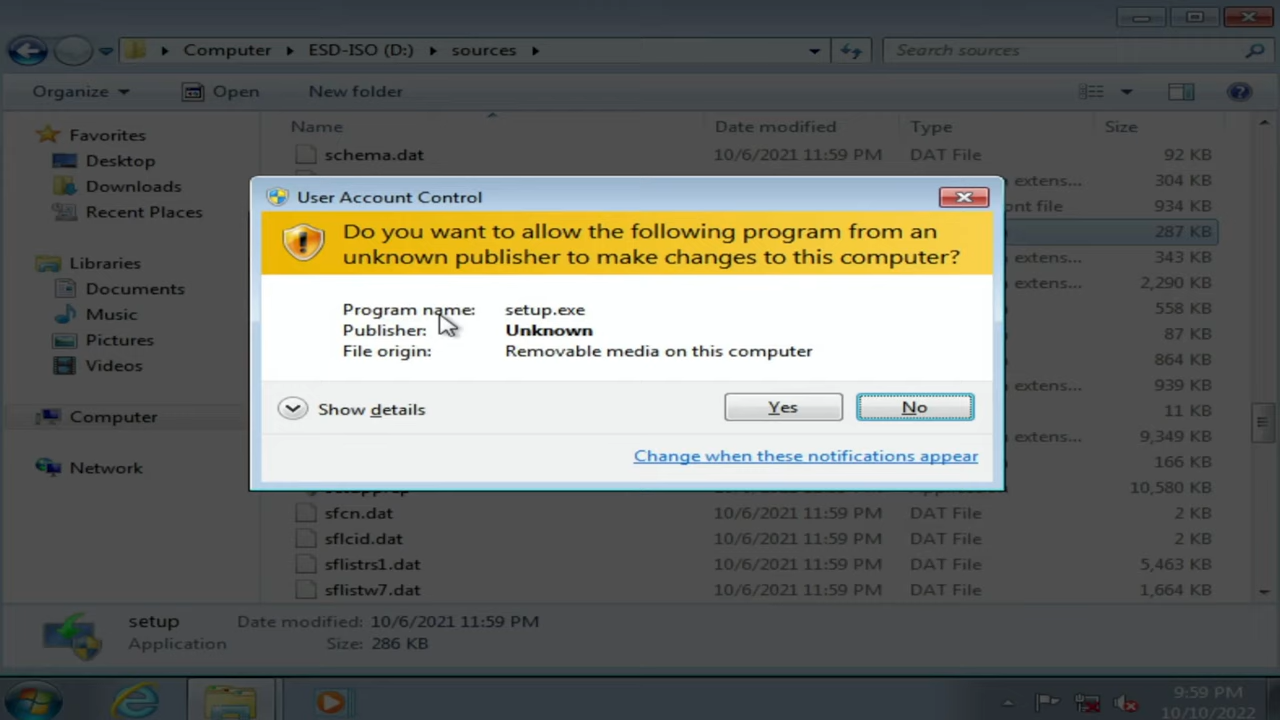 Computer ESD-ISO (D:) sources
Search sources
Organize Open New folder
Favorites
Desktop
Downloads
Recent Places
Libraries
Documents
Music
Pictures
Videos
Computer
Network
Name Date modified Type Size
schema.dat 10/6/2021 11:59 PM DAT File 92 KB
extens... 304 KB
ont file 934 KB
287 KB
extens... 343 KB
2,290 KB
558 KB
87 KB
864 KB
extens... 939 KB
11 KB
extens... 9,349 KB
166 KB
10,580 KB
sfcn.dat 10/6/2021 11:59 PM DAT File 2 KB
sflcid.dat 10/6/2021 11:59 PM DAT File 2 KB
sflistrs1.dat 10/6/2021 11:59 PM DAT File 5,463 KB
sflistw7.dat 10/6/2021 11:59 PM DAT File 1,664 KB
User Account Control
Do you want to allow the following program from an
unknown publisher to make changes to this computer?
Program name: setup.exe
Publisher: Unknown
File origin: Removable media on this computer
Show details
Yes
No
Change when these notifications appear
setup Date modified: 10/6/2021 11:59 PM
Application Size: 286 KB
9:59 PM
10/10/2022